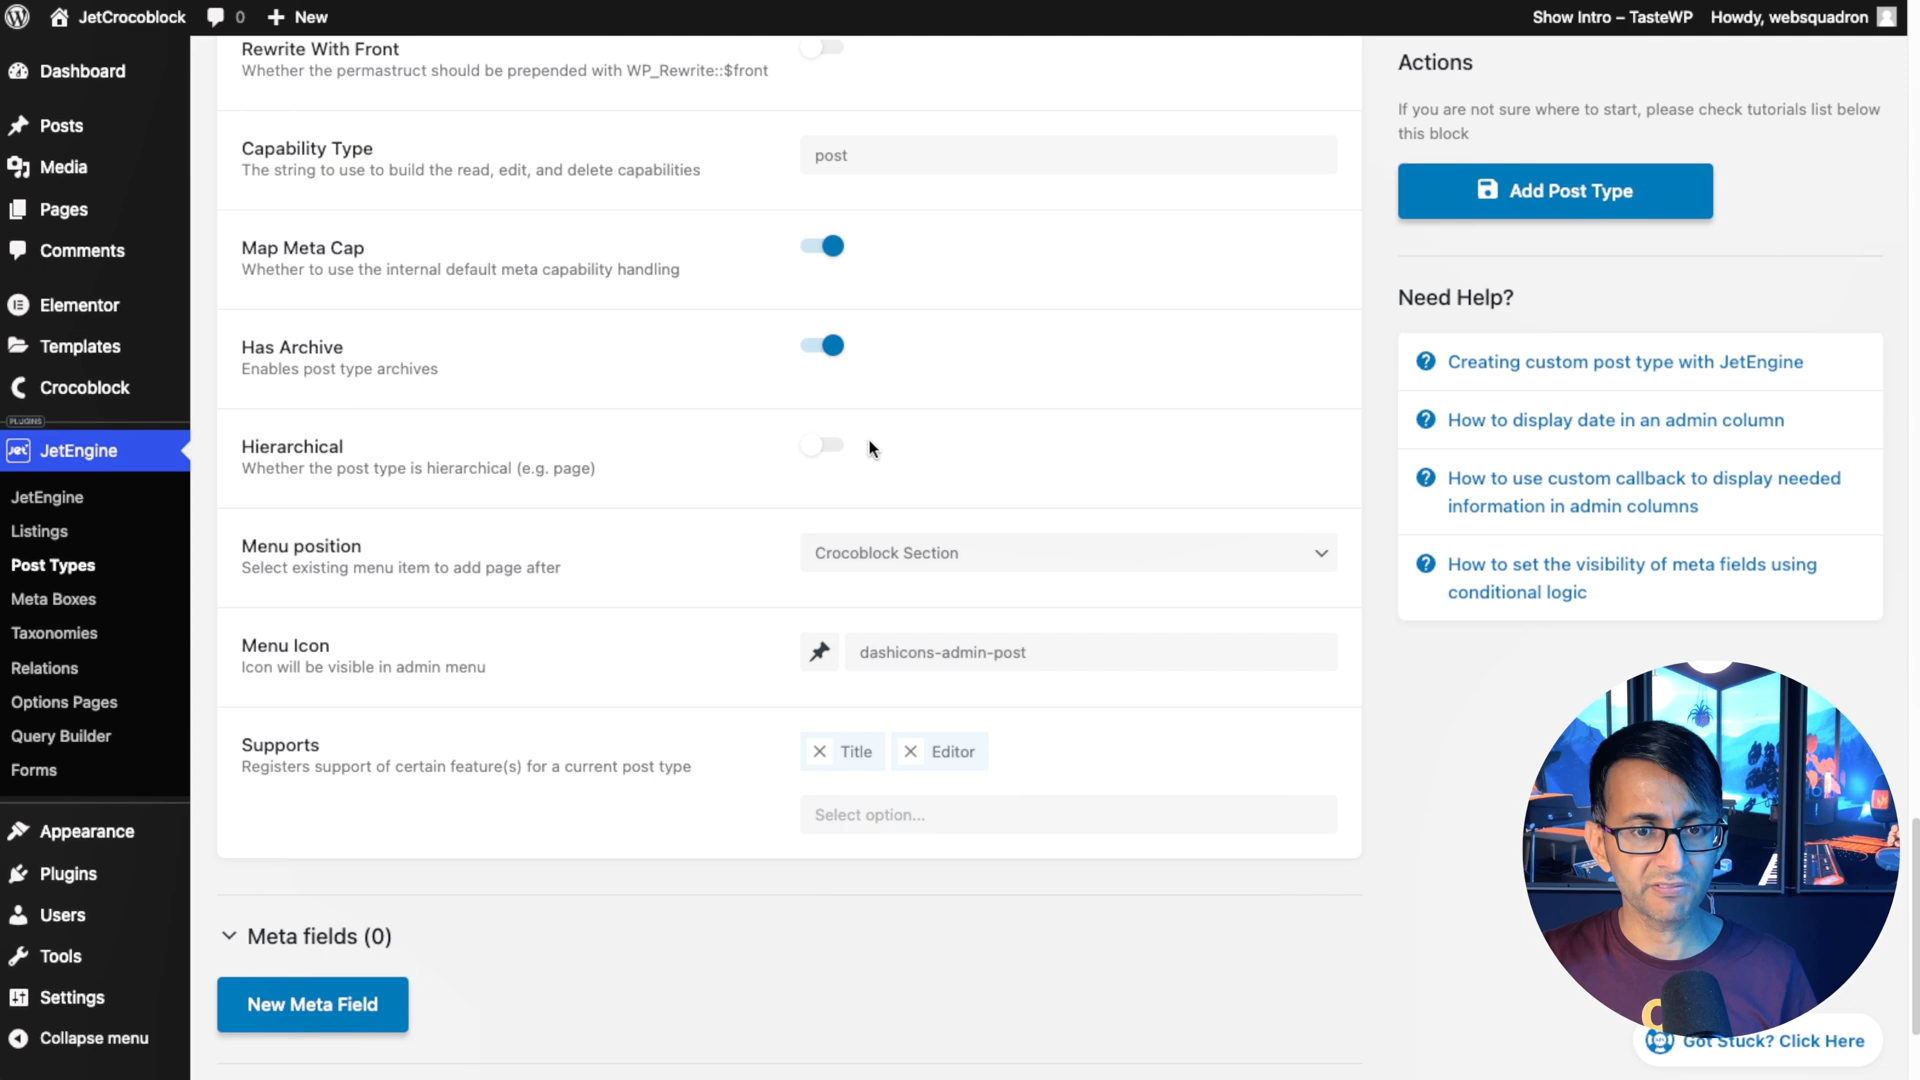 JetCrocoblock
0
New
Show Intro – TasteWP
Howdy, websquadron
Dashboard
Posts
Media
Pages
Comments
Elementor
Templates
Crocoblock
PLUGINS
Jet JetEngine
JetEngine
Listings
Post Types
Meta Boxes
Taxonomies
Relations
Options Pages
Query Builder
Forms
Appearance
Plugins
Users
Tools
Settings
Collapse menu
Rewrite With Front
Whether the permastruct should be prepended with WP_Rewrite::$front
Capability Type
The string to use to build the read, edit, and delete capabilities
post
Map Meta Cap
Whether to use the internal default meta capability handling
Has Archive
Enables post type archives
Hierarchical
Whether the post type is hierarchical (e.g. page)
Menu position
Select existing menu item to add page after
Crocoblock Section
Menu Icon
Icon will be visible in admin menu
dashicons-admin-post
Supports
Registers support of certain feature(s) for a current post type
Title
Editor
Select option...
Meta fields (0)
New Meta Field
Actions
If you are not sure where to start, please check tutorials list below
this block
Add Post Type
Need Help?
Creating custom post type with JetEngine
How to display date in an admin column
How to use custom callback to display needed
information in admin columns
How to set the visibility of meta fields using
conditional logic
Got Stuck? Click Here